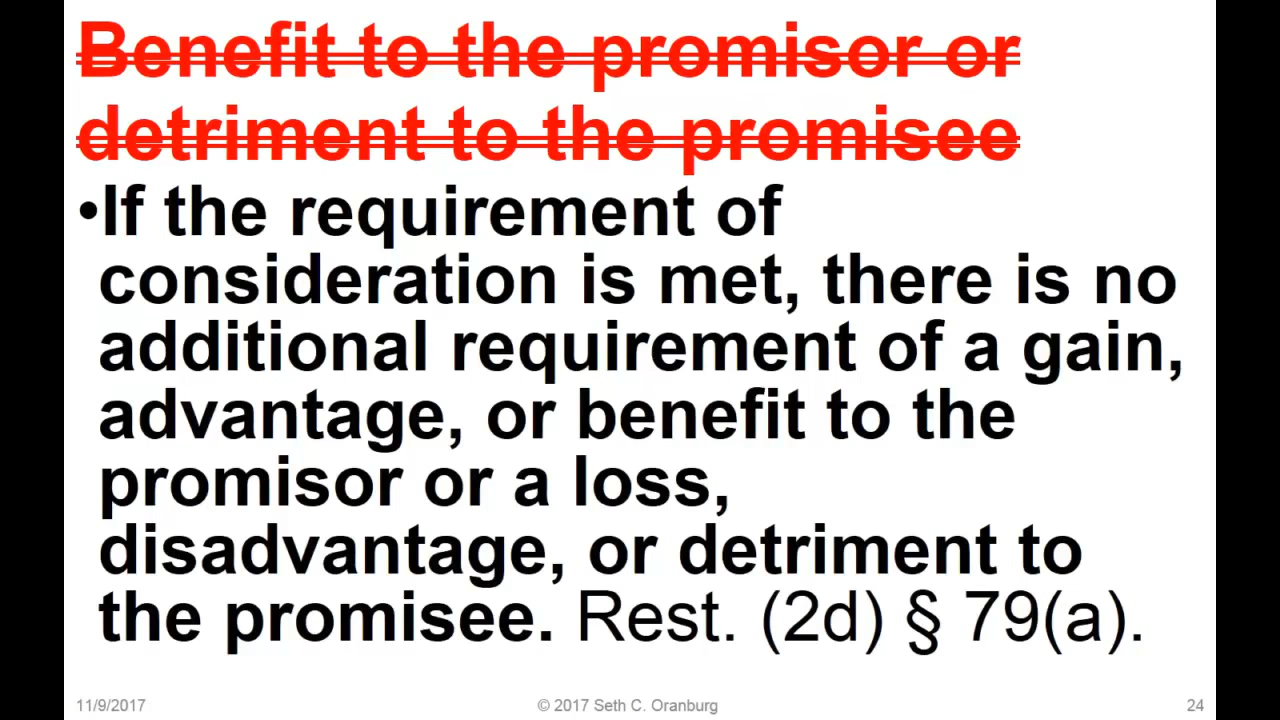 Benefit to the promisor or
detriment to the promisee
•If the requirement of
consideration is met, there is no
additional requirement of a gain,
advantage, or benefit to the
promisor or a loss,
disadvantage, or detriment to
the promisee. Rest. (2d) § 79(a).
11/9/2017 © 2017 Seth C. Oranburg 24